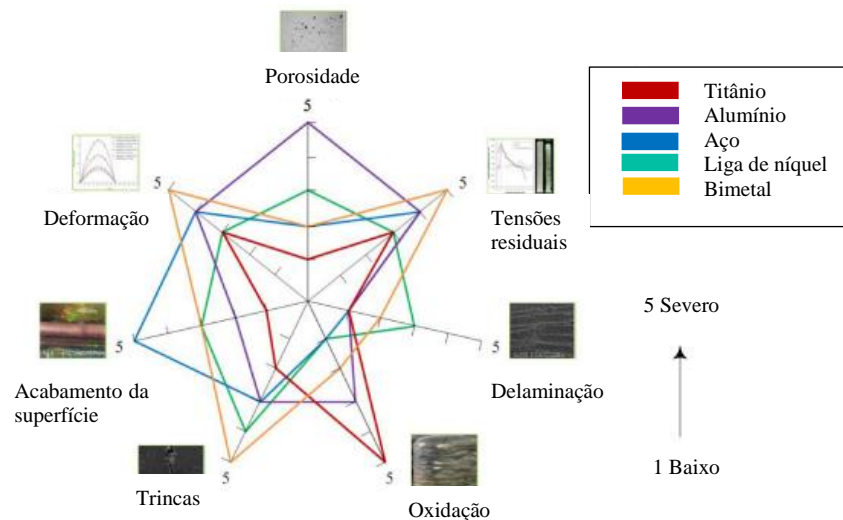 Porosidade
5
Titânio
Alumínio
Aço
Liga de níquel
Bimetal
5
Deformação
5
Tensões
residuais
5 Severo
5
Acabamento da
superfície
5
Delaminação
1 Baixo
5
Trincas
5
Oxidação